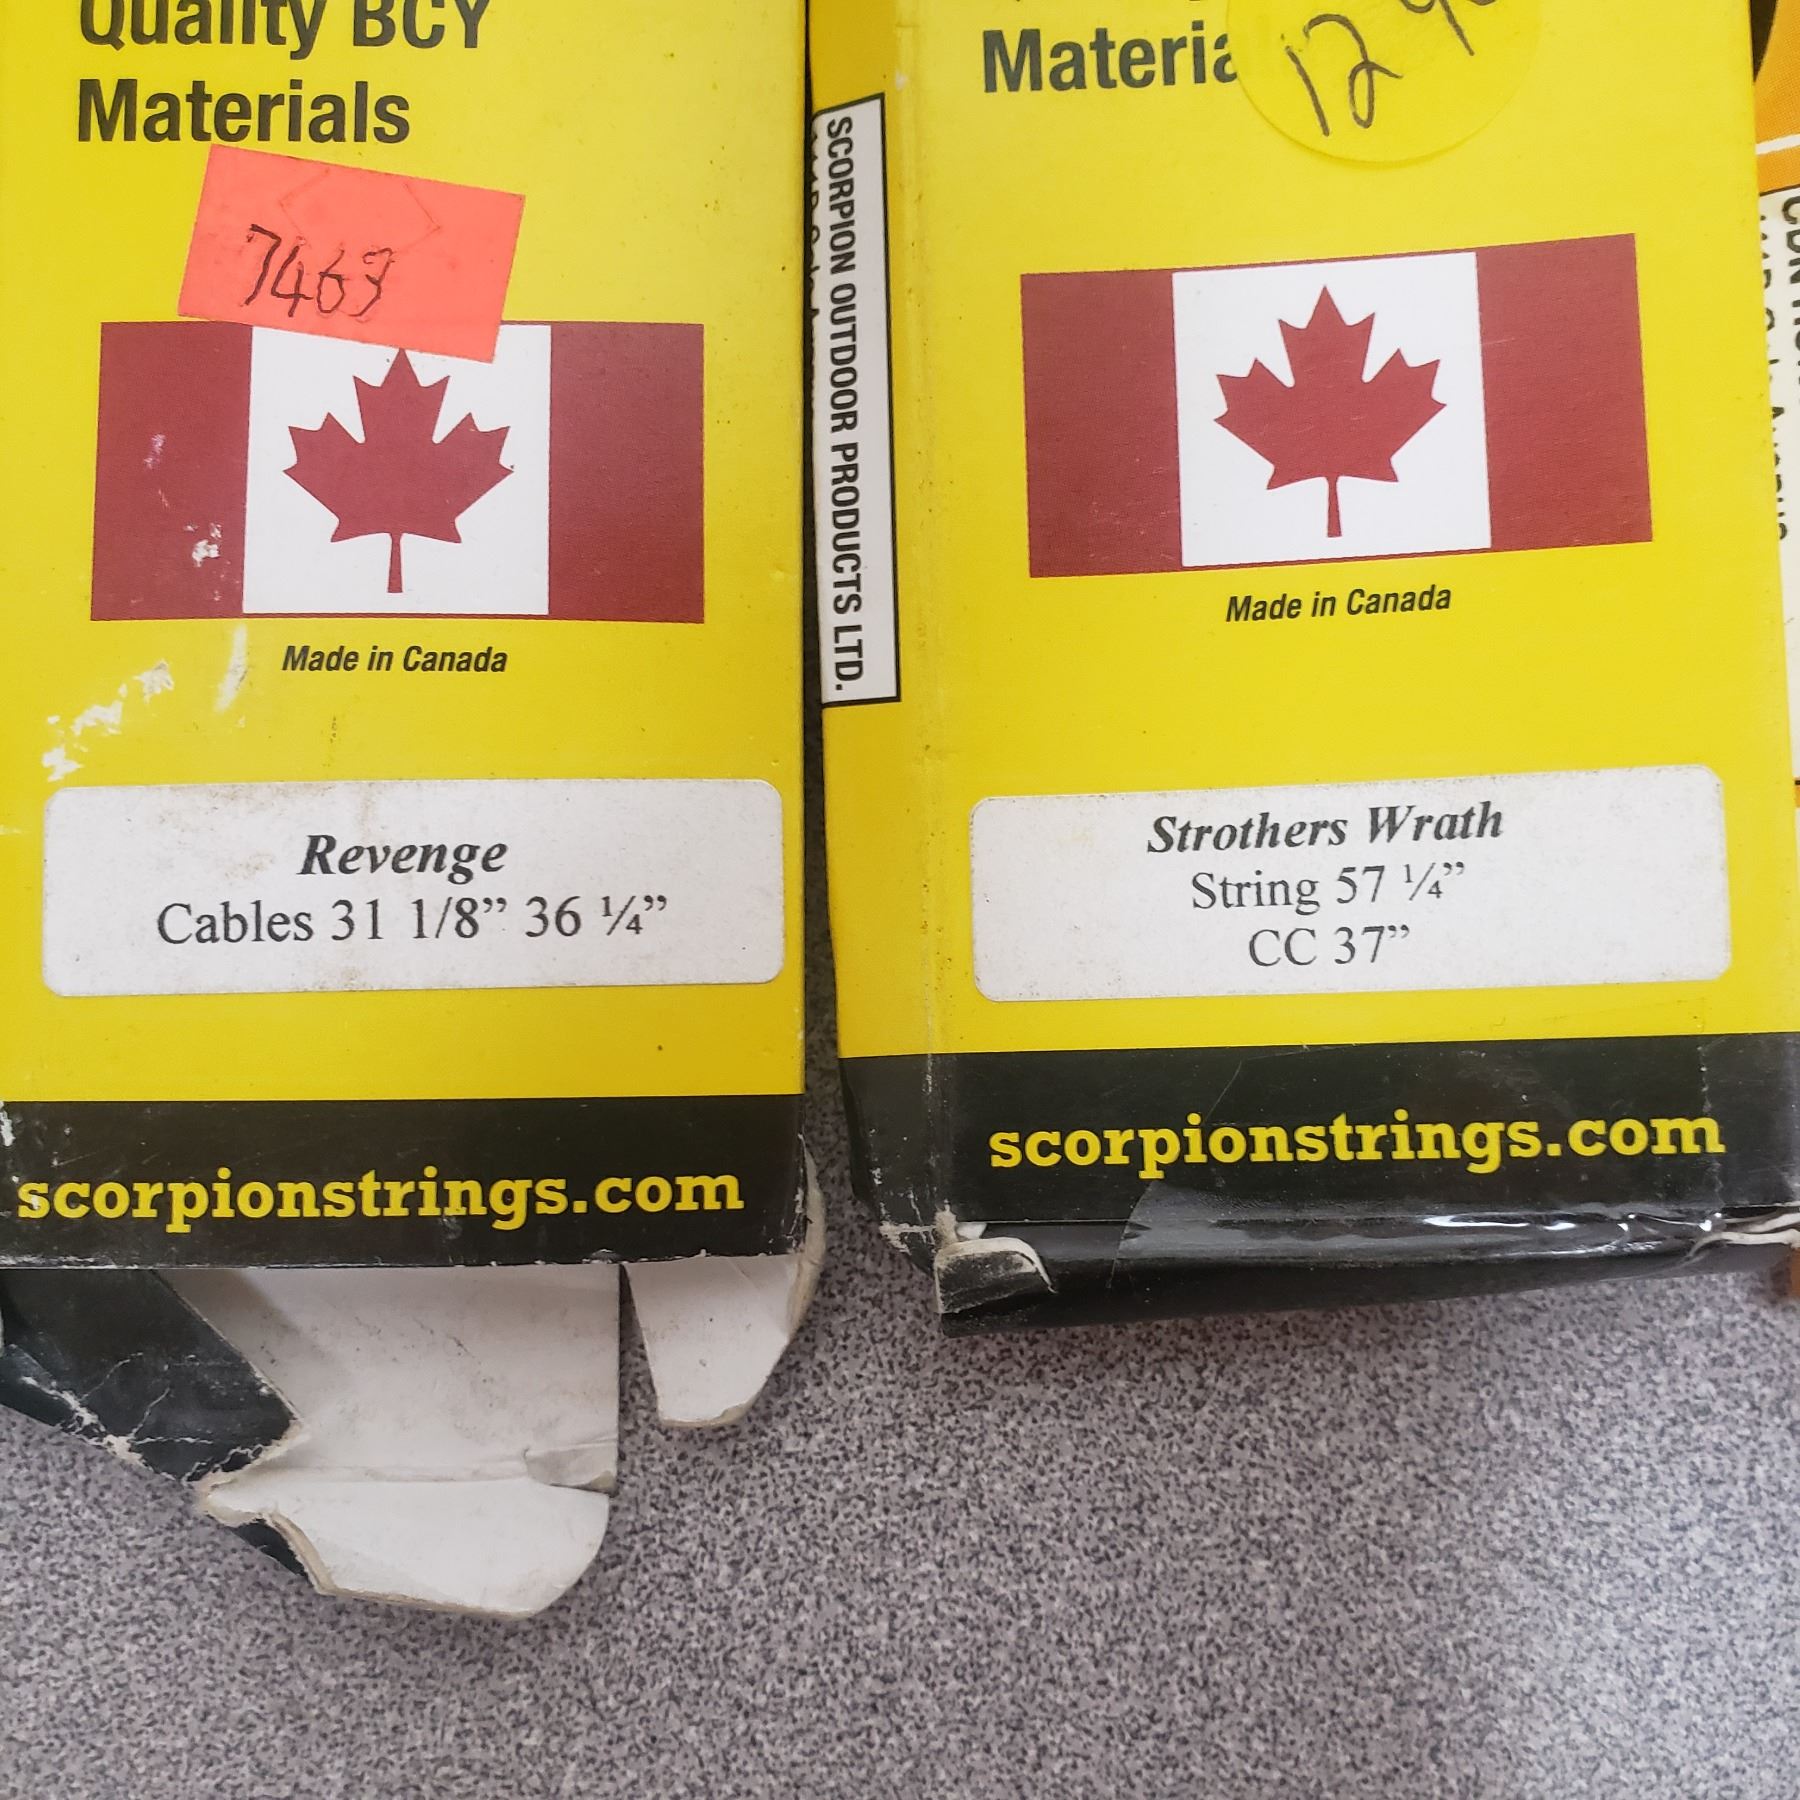 Quality BCY
Materials
7463
Made in Canada
Revenge
Cables 31 1/8” 36 ¼”
scorpionstrings.com
SCORPION OUTDOOR PRODUCTS LTD.
12
Made in Canada
Strothers Wrath
String 57 ¼”
CC 37”
scorpionstrings.com